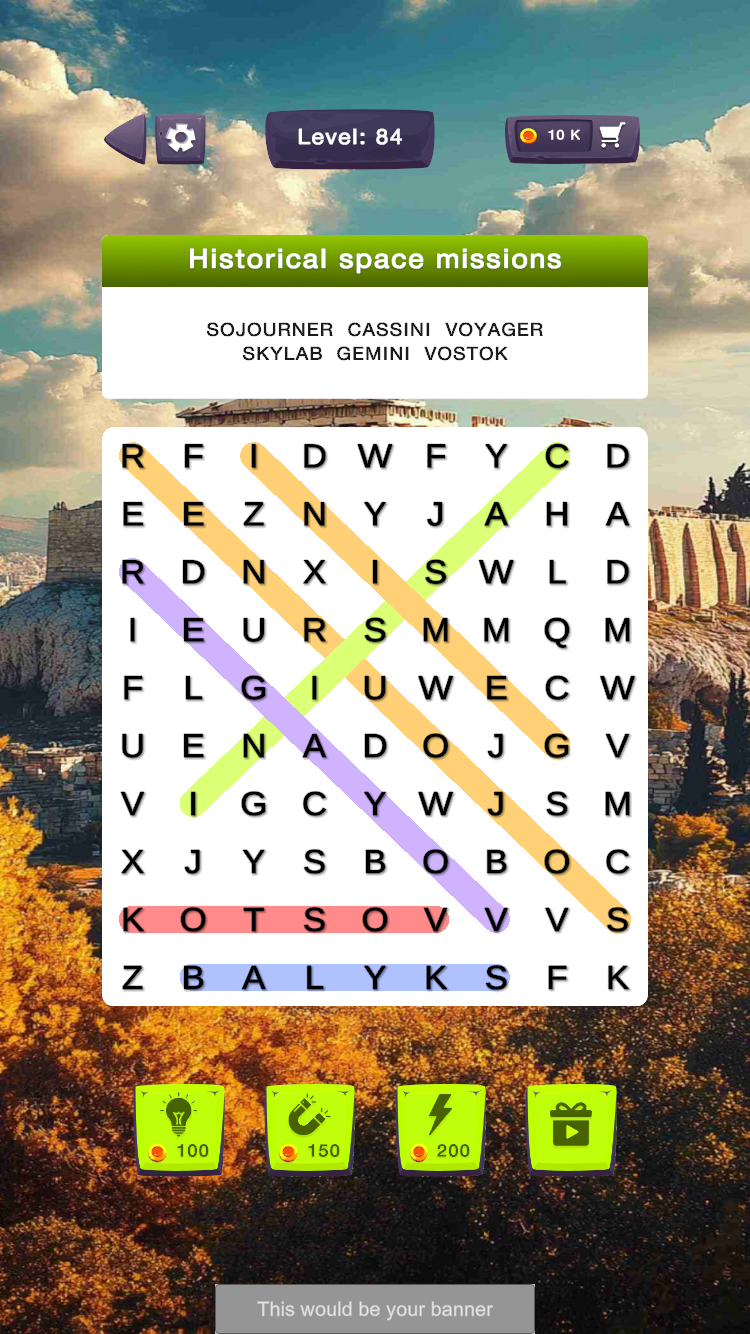 Level: 84
10 K
Historical space missions
SOJOURNER CASSINI VOYAGER
SKYLAB GEMINI VOSTOK
R F I D W F Y C D
E E Z N Y J A H A
R D N X I S W L D
I E U R S M M Q M
F L G I U W E C W
U E N A D O J G V
V I G C Y W J S M
X J Y S B O B O C
K O T S O V V V S
Z B A L Y K S F K
100 150 200
This would be your banner